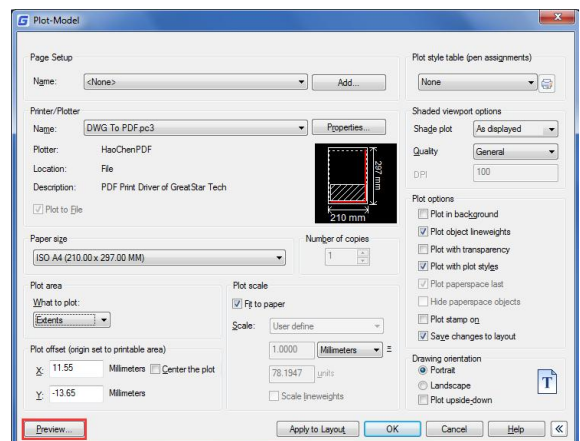 Plot-Model
Page Setup
Name: <None> Add...
Printer/Plotter
Name: DWG To PDF.pc3 Properties...
Plotter: HaoChenPDF
Location: File
Description: PDF Print Driver of GreatStar Tech
Plot to File
297 mm
210 mm
Paper size
ISO A4 (210.00 x 297.00 MM)
Number of copies
1
Plot area
What to plot:
Extents
Plot offset (origin set to printable area)
X: 11.55 Millimeters Center the plot
Y: -13.65 Millimeters
Plot scale
Fit to paper
Scale: User define
1.0000 Millimeters =
78.1947 units
Scale lineweights
Plot style table (pen assignments)
None
Shaded viewport options
Shade plot As displayed
Quality General
DPI 100
Plot options
Plot in background
Plot object lineweights
Plot with transparency
Plot with plot styles
Plot paperspace last
Hide paperspace objects
Plot stamp on
Save changes to layout
Drawing orientation
Portrait
Landscape
Plot upside-down
T
Preview... Apply to Layout OK Cancel Help